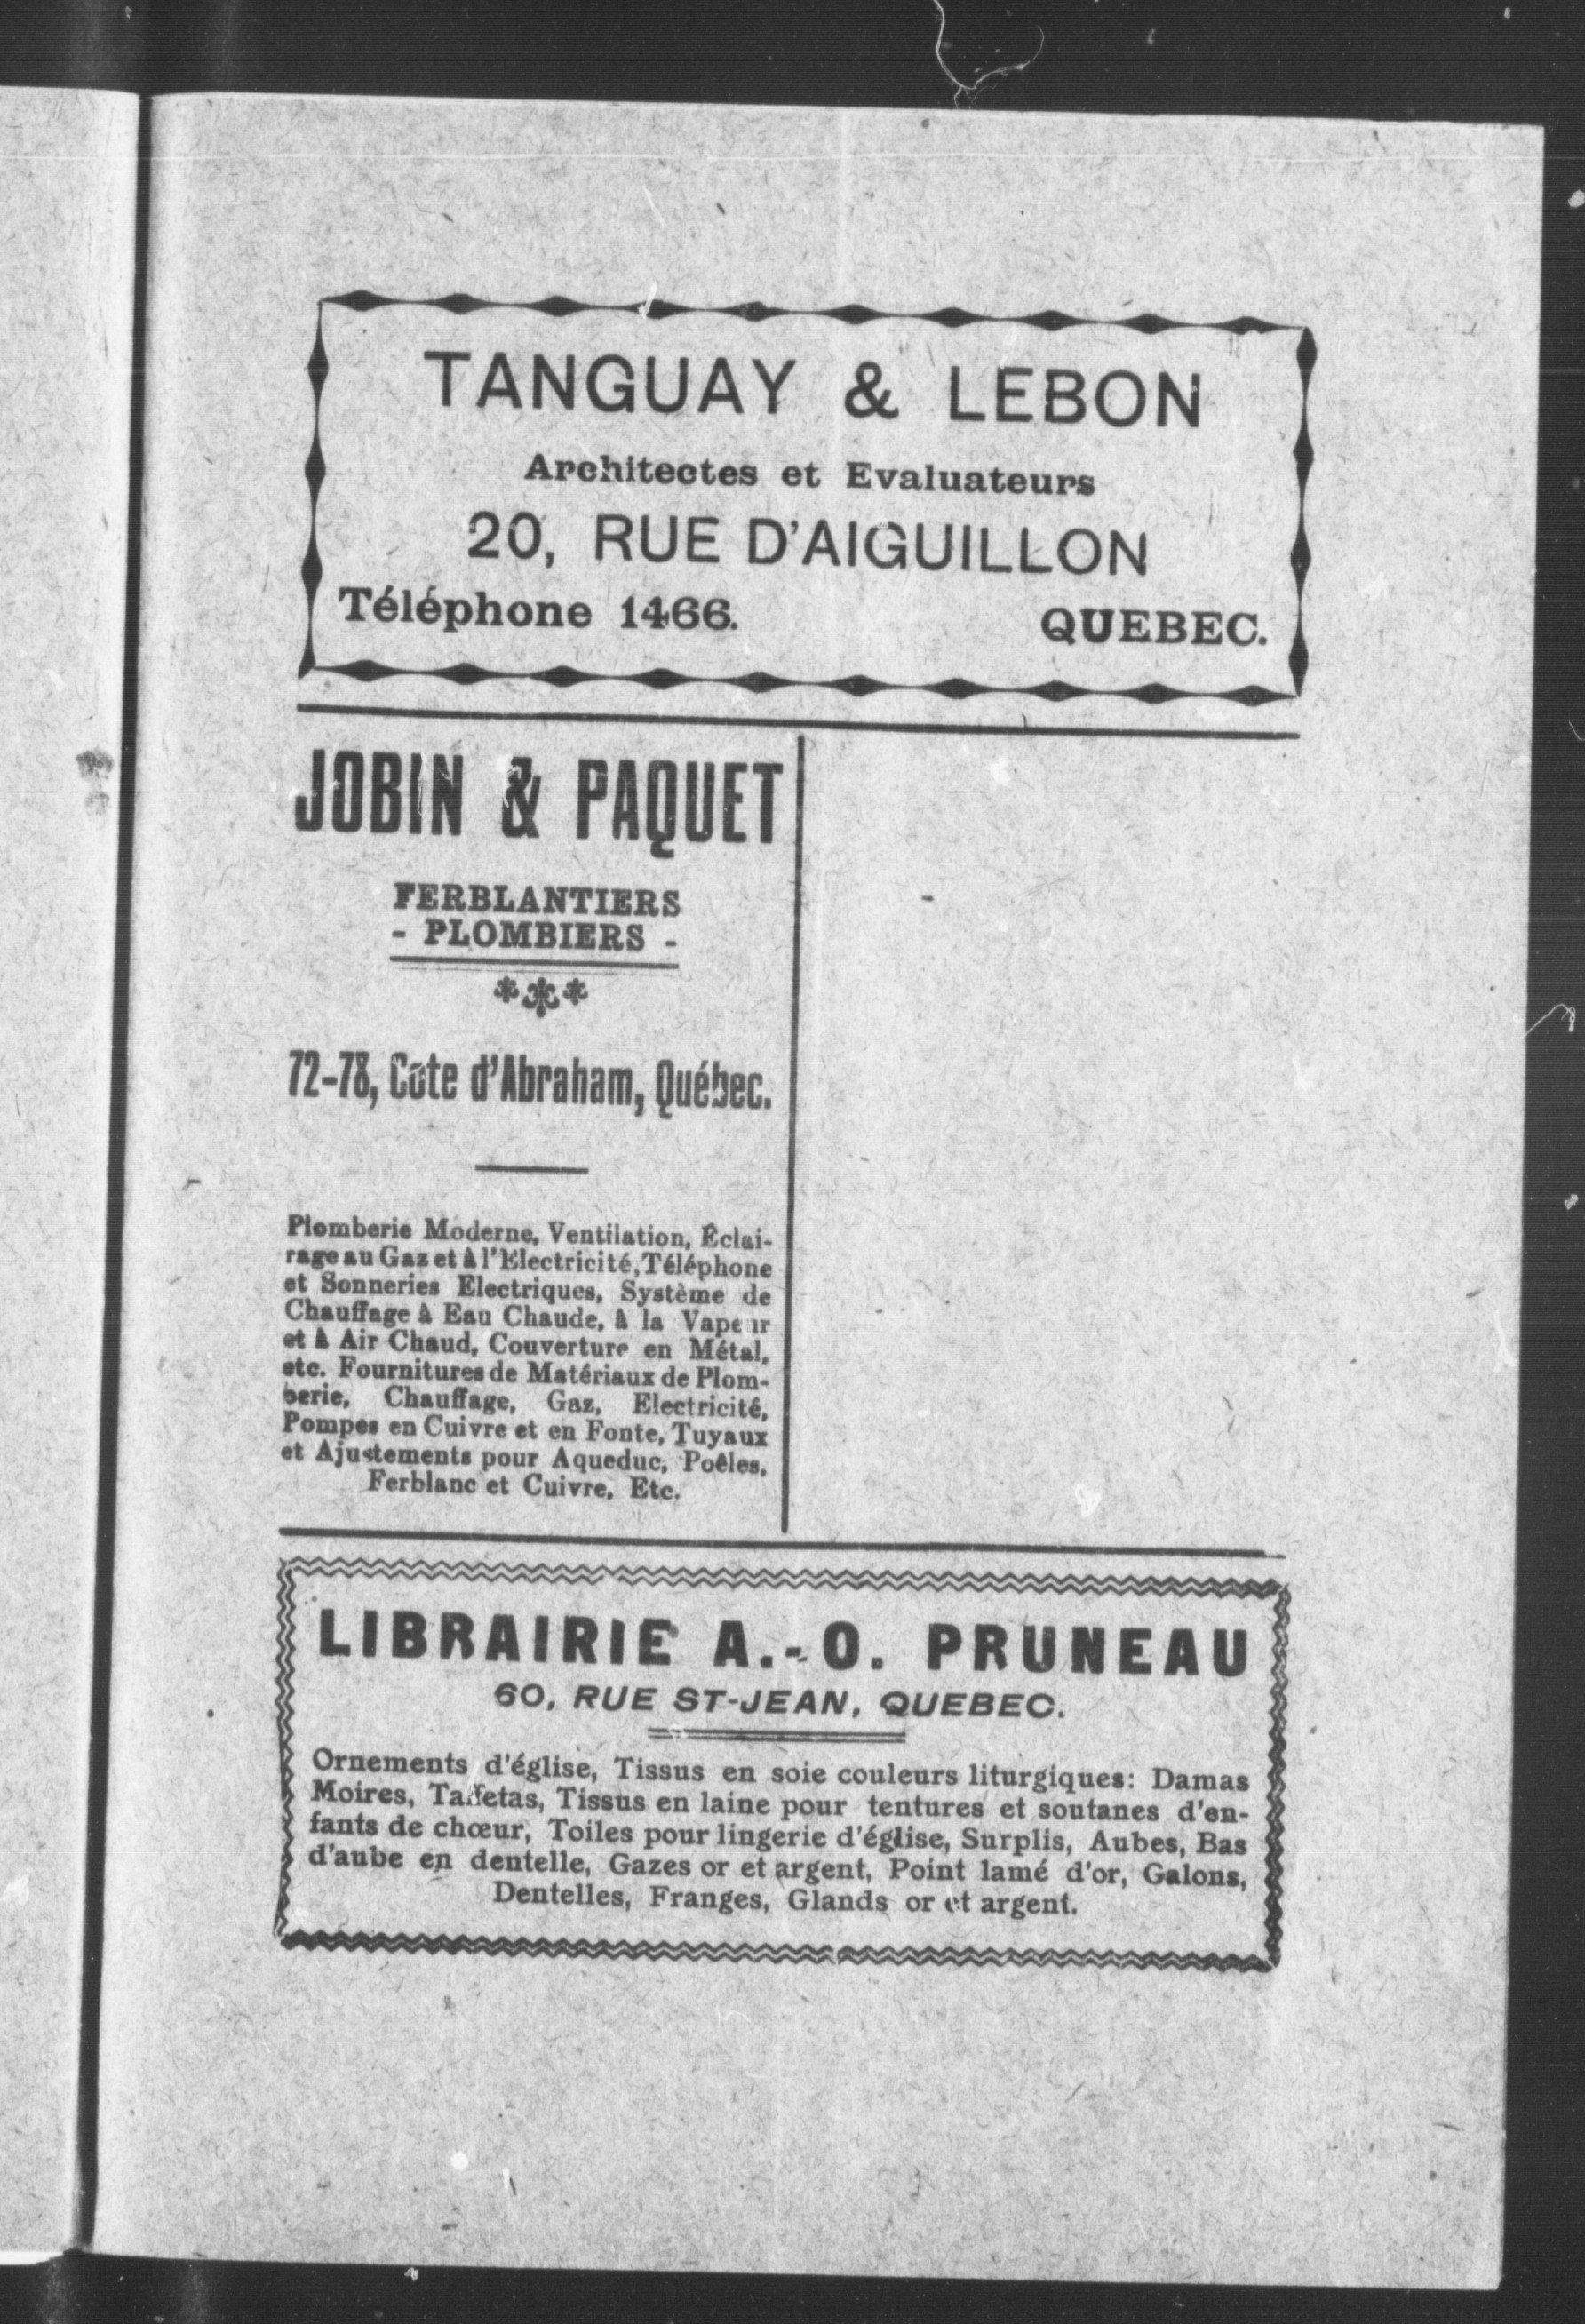 TANGUAY & LEBON
Architectes et Evaluateurs
20, RUE D'AIGUILLON
Téléphone 1466. QUEBEC.
JOBIN & PAQUET
FERBLANTIERS
- PLOMBIERS -
72-78, Côte d'Abraham, Québec.
Plomberie Moderne, Ventilation, Éclai-
rage au Gaz et à l'Electricité, Téléphone
et Sonneries Electriques, Système de
Chauffage à Eau Chaude, à la Vapeur
et à Air Chaud, Couverture en Métal,
etc. Fournitures de Matériaux de Plom-
berie, Chauffage, Gaz, Electricité,
Pompes en Cuivre et en Fonte, Tuyaux
et Ajustements pour Aqueduc, Poêles,
Ferblanc et Cuivre, Etc.
LIBRAIRIE A.-O. PRUNEAU
60, RUE ST-JEAN, QUEBEC.
Ornements d'église, Tissus en soie couleurs liturgiques: Damas
Moires, Taffetas, Tissus en laine pour tentures et soutanes d'en-
fants de chœur, Toiles pour lingerie d'église, Surplis, Aubes, Bas
d'aube en dentelle, Gazes or et argent, Point lamé d'or, Galons,
Dentelles, Franges, Glands or et argent.